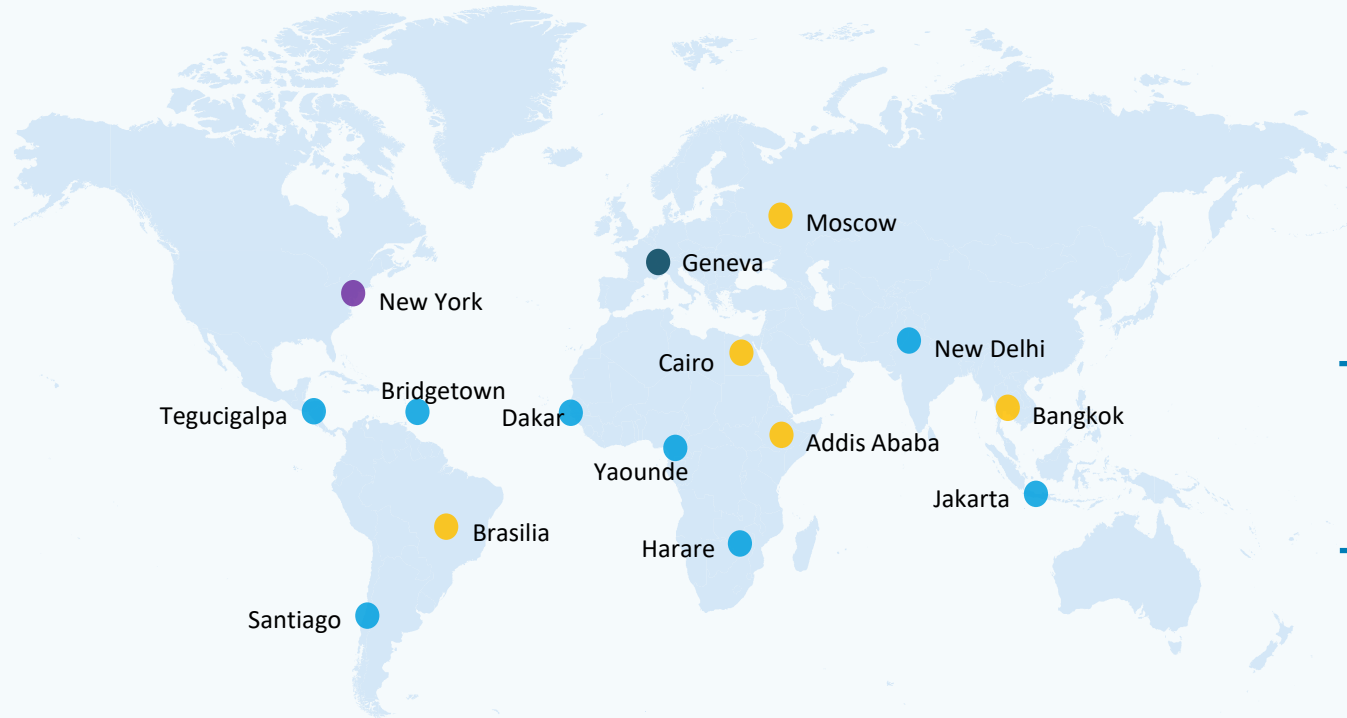 Moscow
Geneva
New York
New Delhi
Cairo
Bridgetown
Tegucigalpa
Dakar
Bangkok
Addis Ababa
Yaounde
Jakarta
Brasilia
Harare
Santiago